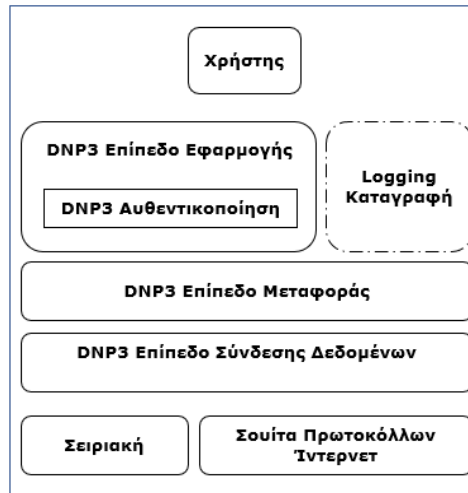 Χρήστης
DNP3 Επίπεδο Εφαρμογής
DNP3 Αυθεντικοποίηση
Logging
Καταγραφή
DNP3 Επίπεδο Μεταφοράς
DNP3 Επίπεδο Σύνδεσης Δεδομένων
Σειριακή
Σουίτα Πρωτοκόλλων
Ίντερνετ